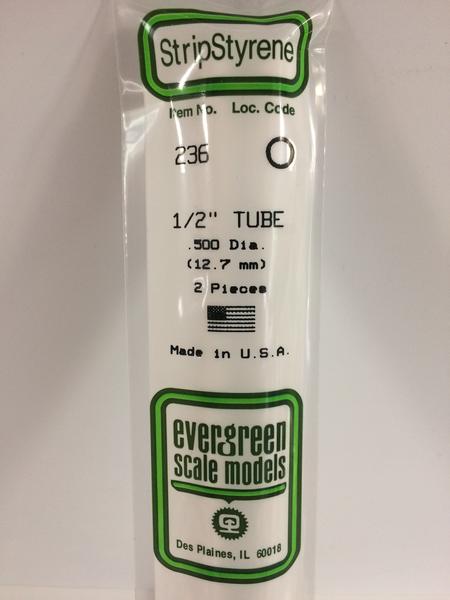 StripStyrene
Item No. Loc. Code
236 O
1/2" TUBE
.500 Dia.
(12.7 mm)
2 Pieces
Made in U.S.A.
evergreen
scale models
Des Plaines, IL 60018